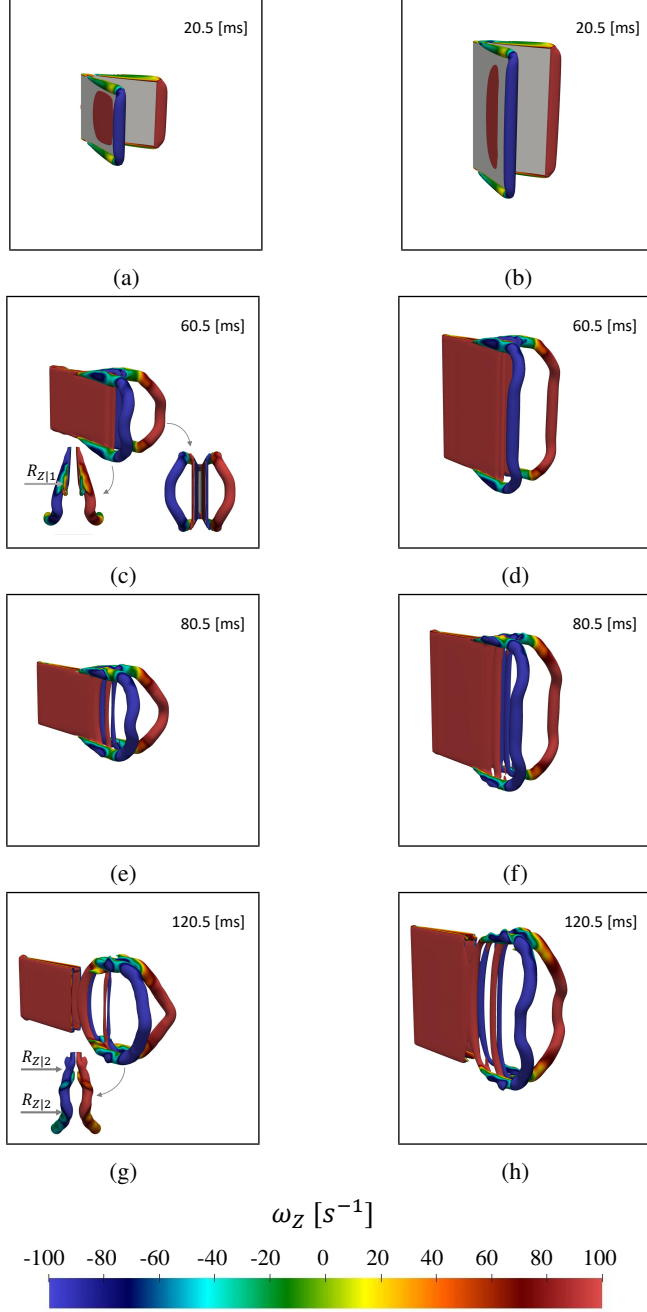 20.5 [ms]
20.5 [ms]
(a)
(b)
60.5 [ms]
60.5 [ms]
R_{Z|1}
(c)
(d)
80.5 [ms]
80.5 [ms]
(e)
(f)
120.5 [ms]
120.5 [ms]
R_{Z|2}
R_{Z|2}
(g)
(h)
ω_Z [s^{-1}]
-100 -80 -60 -40 -20 0 20 40 60 80 100